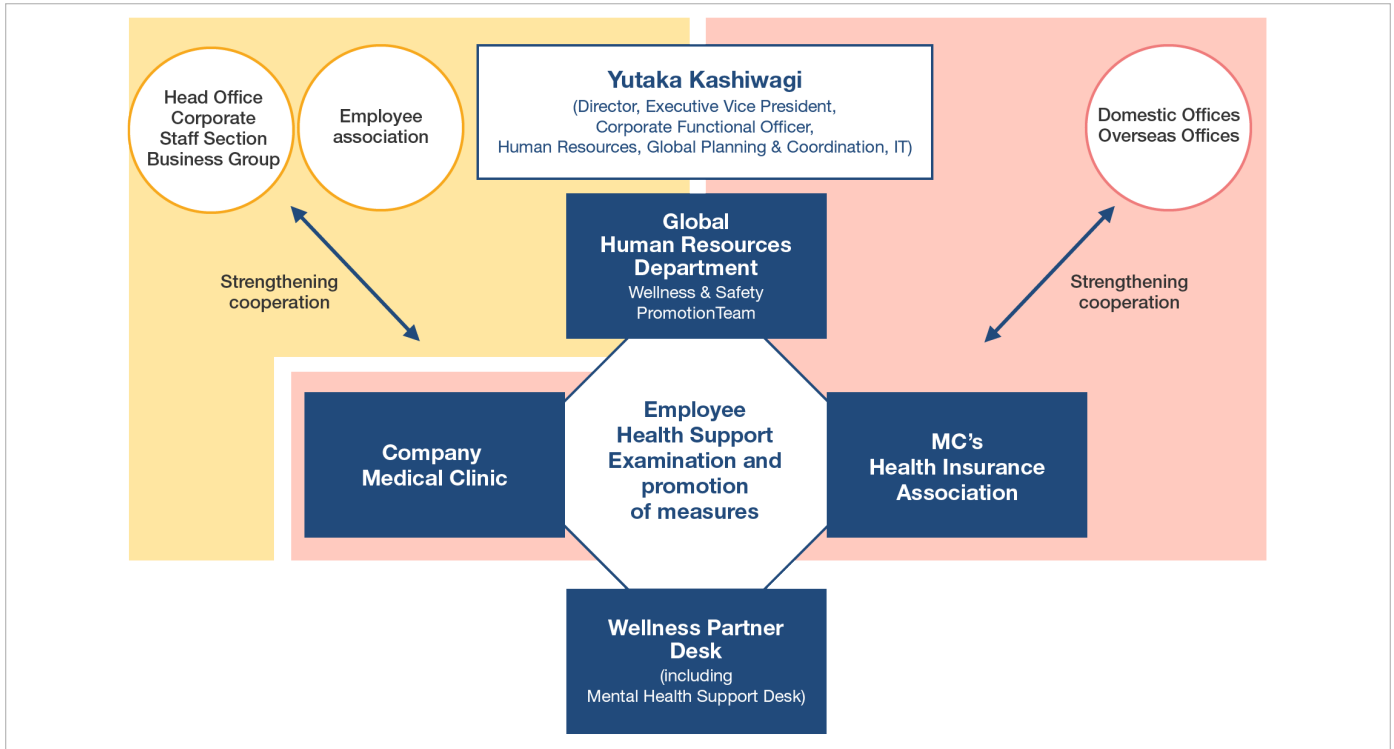 Head Office
Corporate
Staff Section
Business Group
Employee
association
Yutaka Kashiwagi
(Director, Executive Vice President,
Corporate Functional Officer,
Human Resources, Global Planning & Coordination, IT)
Domestic Offices
Overseas Offices
Global
Human Resources
Department
Wellness & Safety
PromotionTeam
Strengthening
cooperation
Strengthening
cooperation
Company
Medical Clinic
Employee
Health Support
Examination and
promotion
of measures
MC's
Health Insurance
Association
Wellness Partner
Desk
(including
Mental Health Support Desk)